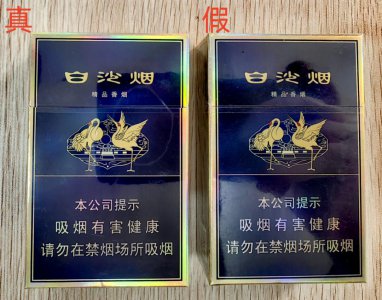 真
假
白沙烟
精品香烟
本公司提示
吸烟有害健康
请勿在禁烟场所吸烟
白沙烟
精品香烟
本公司提示
吸烟有害健康
请勿在禁烟场所吸烟